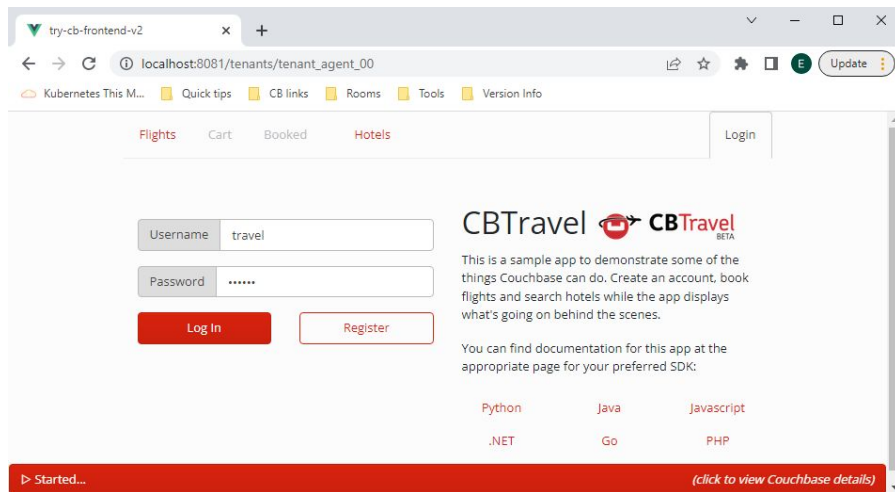 try-cb-frontend-v2
localhost:8081/tenants/tenant_agent_00
E
Update
Kubernetes This M...
Quick tips
CB links
Rooms
Tools
Version Info
Flights
Cart
Booked
Hotels
Login
Username
travel
Password
••••••
Log In
Register
CBTravel
CBTravel
BETA
This is a sample app to demonstrate some of the
things Couchbase can do. Create an account, book
flights and search hotels while the app displays
what's going on behind the scenes.
You can find documentation for this app at the
appropriate page for your preferred SDK:
Python
Java
Javascript
.NET
Go
PHP
Started...
(click to view Couchbase details)